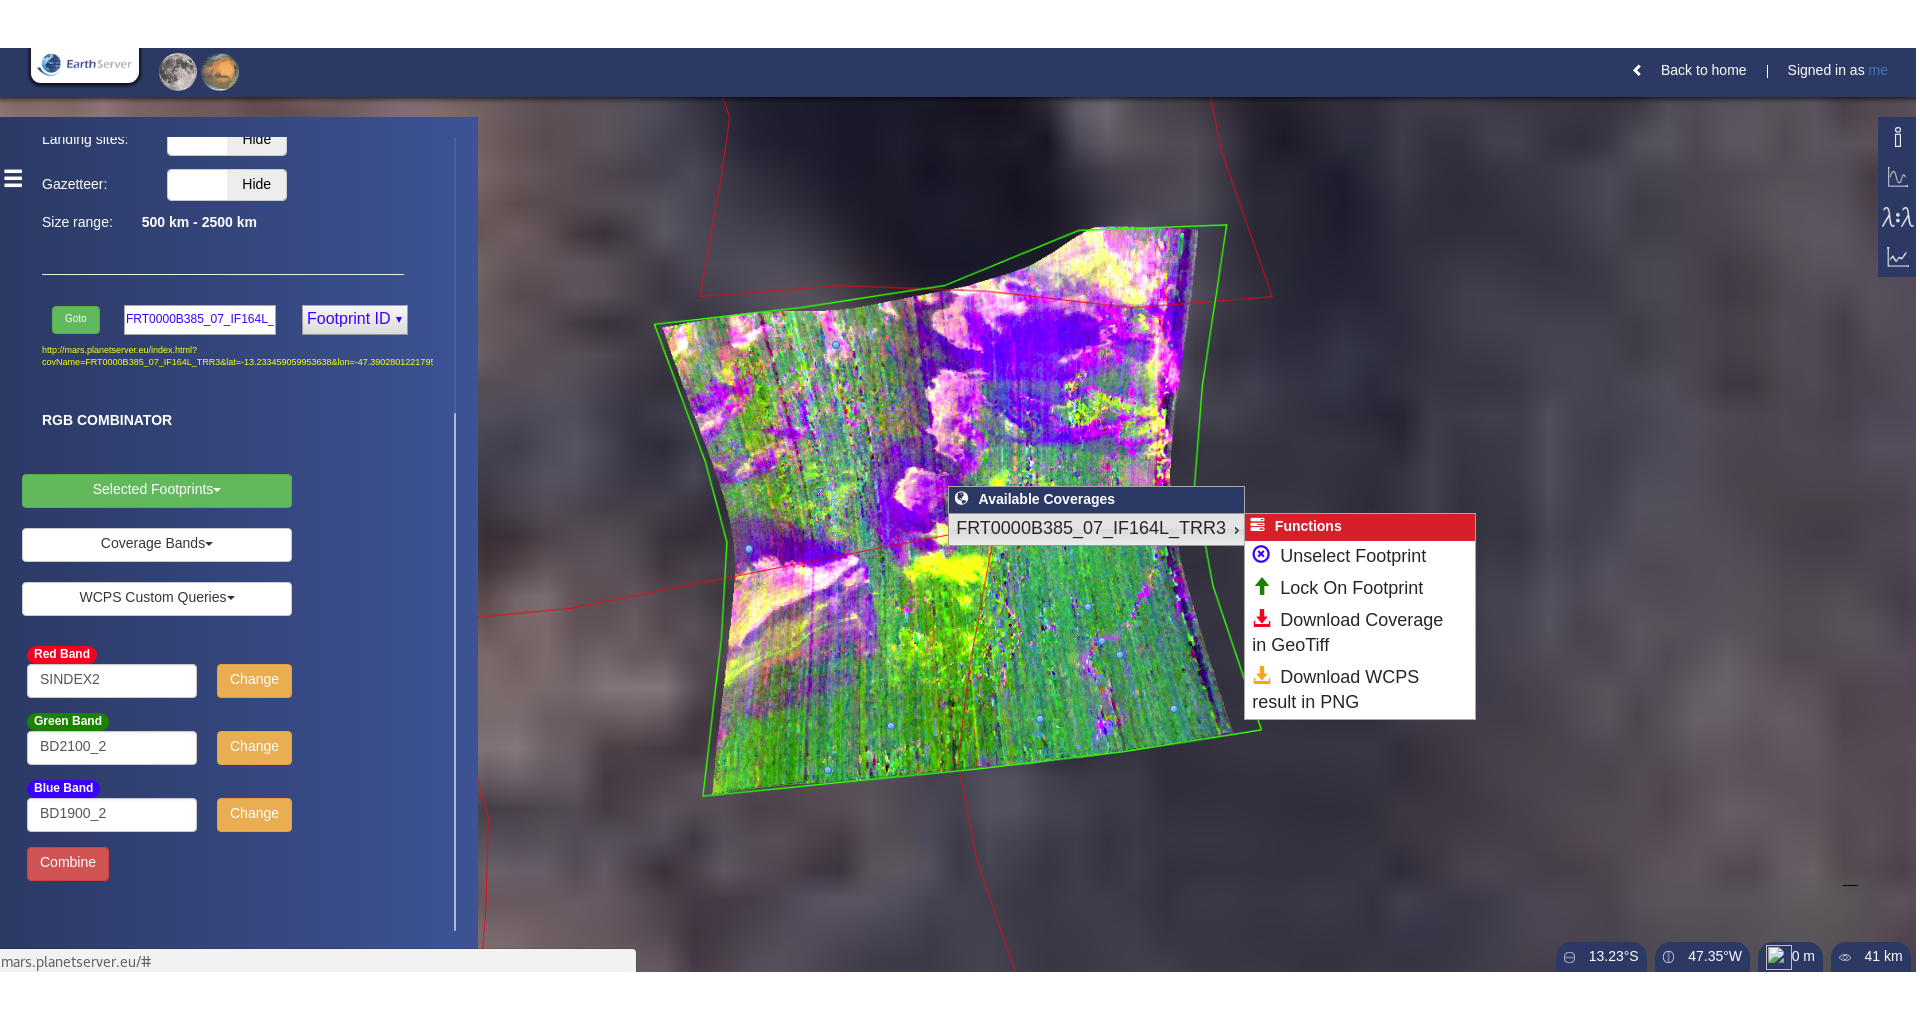 EarthServer
Back to home | Signed in as me
Landing sites: Hide
Gazetteer: Hide
Size range: 500 km - 2500 km
Goto FRT0000B385_07_IF164L_ Footprint ID
http://mars.planetserver.eu/index.html?
covName=FRT0000B385_07_IF164L_TRR3&lat=-13.233459059953638&lon=-47.3902801221795
RGB COMBINATOR
Selected Footprints
Coverage Bands
WCPS Custom Queries
Red Band
SINDEX2 Change
Green Band
BD2100_2 Change
Blue Band
BD1900_2 Change
Combine
Available Coverages
FRT0000B385_07_IF164L_TRR3 ›
Functions
Unselect Footprint
Lock On Footprint
Download Coverage
in GeoTiff
Download WCPS
result in PNG
λ:λ
mars.planetserver.eu/#
13.23°S 47.35°W 0 m 41 km